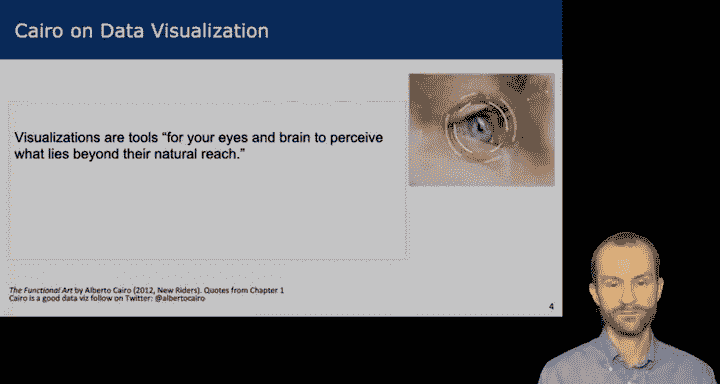 Cairo on Data Visualization
Visualizations are tools “for your eyes and brain to perceive
what lies beyond their natural reach.”
The Functional Art by Alberto Cairo (2012, New Riders). Quotes from Chapter 1
Cairo is a good data viz follow on Twitter: @albertocairo
4